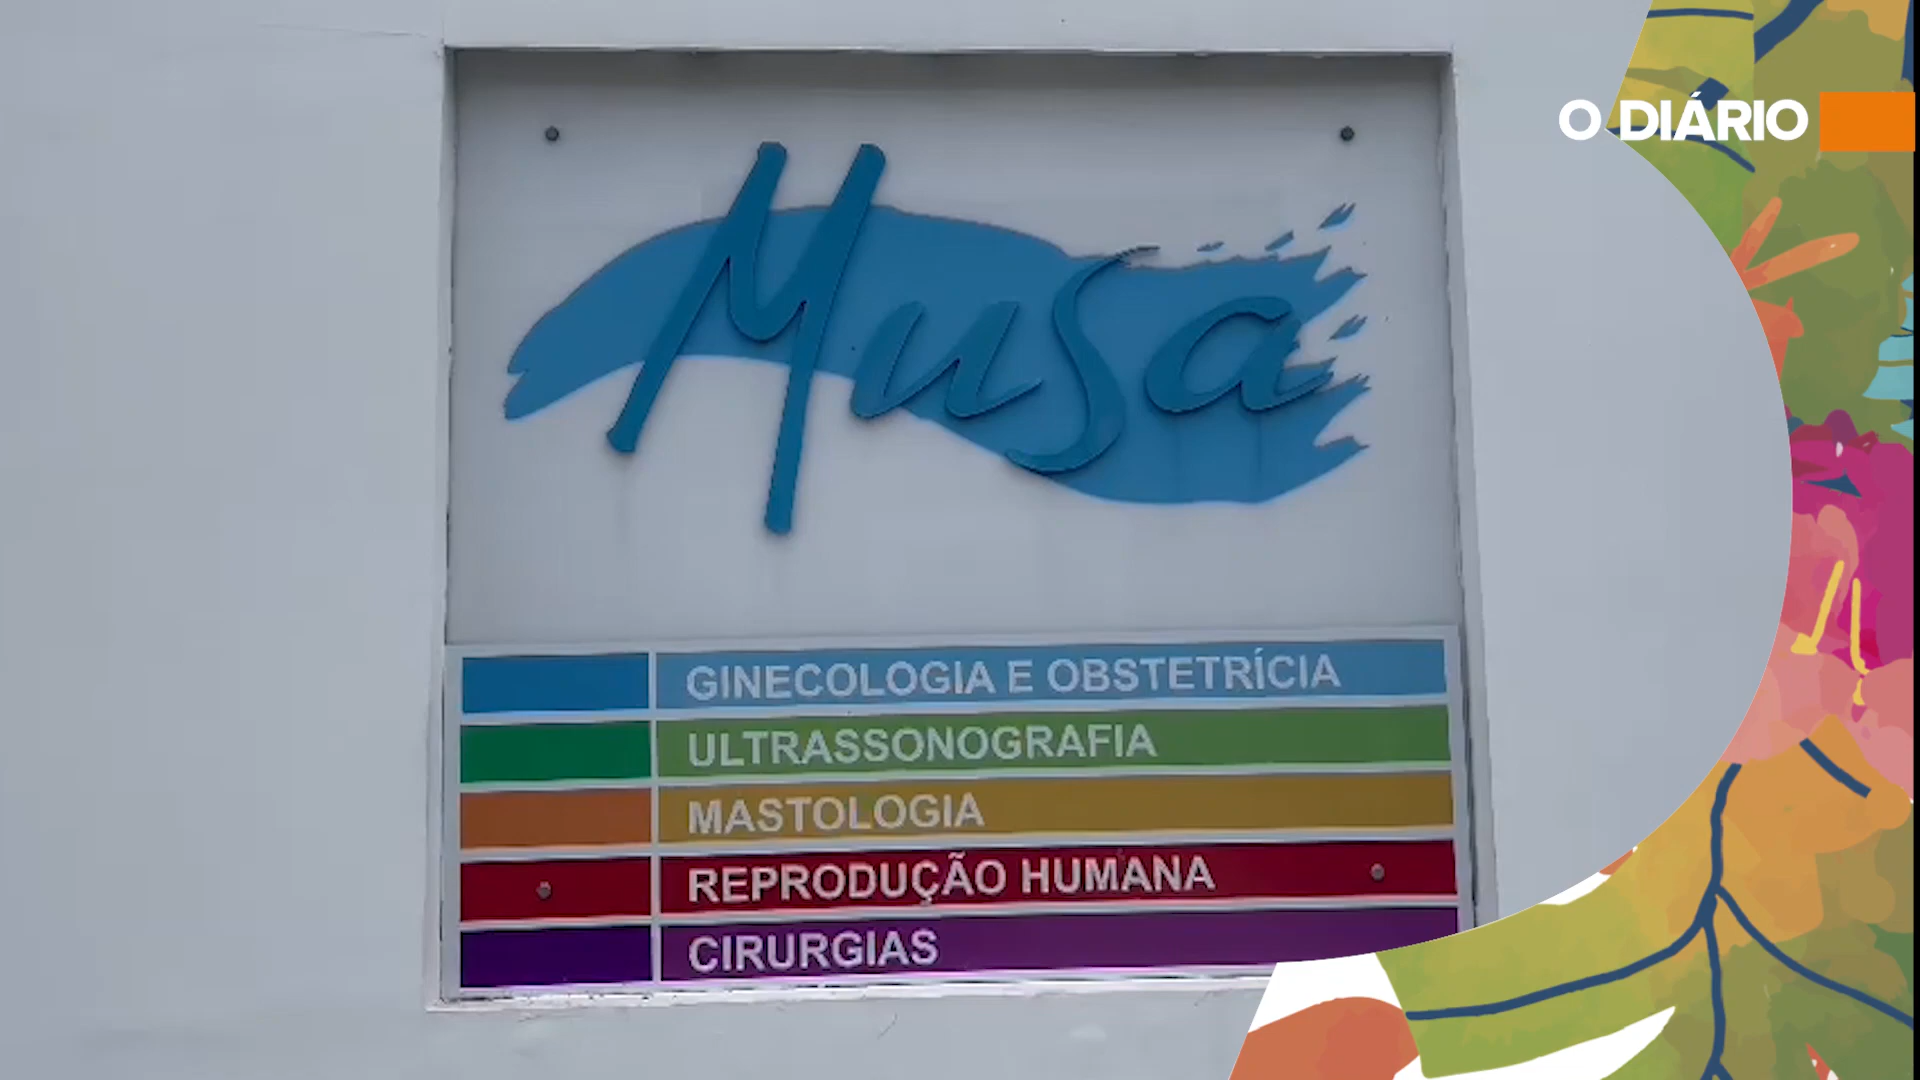 O DIÁRIO
Musa
GINECOLOGIA E OBSTETRÍCIA
ULTRASSONOGRAFIA
MASTOLOGIA
REPRODUÇÃO HUMANA
CIRURGIAS